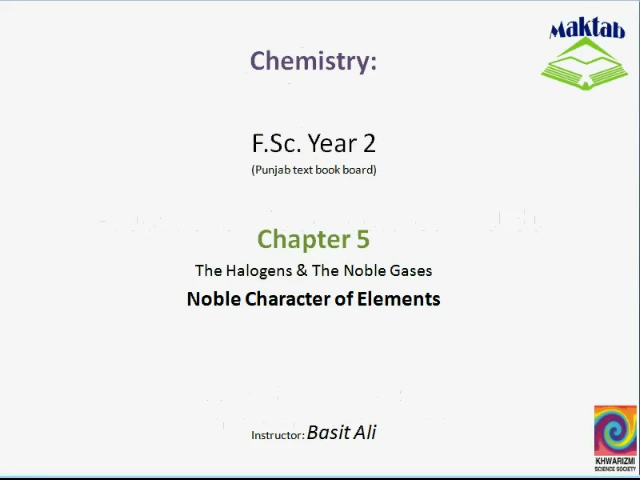 Maktab
Chemistry:
F.Sc. Year 2
(Punjab text book board)
Chapter 5
The Halogens & The Noble Gases
Noble Character of Elements
Instructor: Basit Ali
KHWARIZMI
SCIENCE SOCIETY